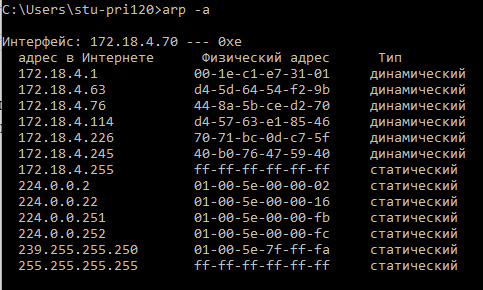 C:\Users\stu-pri120>arp -a
Интерфейс: 172.18.4.70 --- 0xe
адрес в Интернете Физический адрес Тип
172.18.4.1 00-1e-c1-e7-31-01 динамический
172.18.4.63 d4-5d-64-54-f2-9b динамический
172.18.4.76 44-8a-5b-ce-d2-70 динамический
172.18.4.114 d4-57-63-e1-85-46 динамический
172.18.4.226 70-71-bc-0d-c7-5f динамический
172.18.4.245 40-b0-76-47-59-40 динамический
172.18.4.255 ff-ff-ff-ff-ff-ff статический
224.0.0.2 01-00-5e-00-00-02 статический
224.0.0.22 01-00-5e-00-00-16 статический
224.0.0.251 01-00-5e-00-00-fb статический
224.0.0.252 01-00-5e-00-00-fc статический
239.255.255.250 01-00-5e-7f-ff-fa статический
255.255.255.255 ff-ff-ff-ff-ff-ff статический